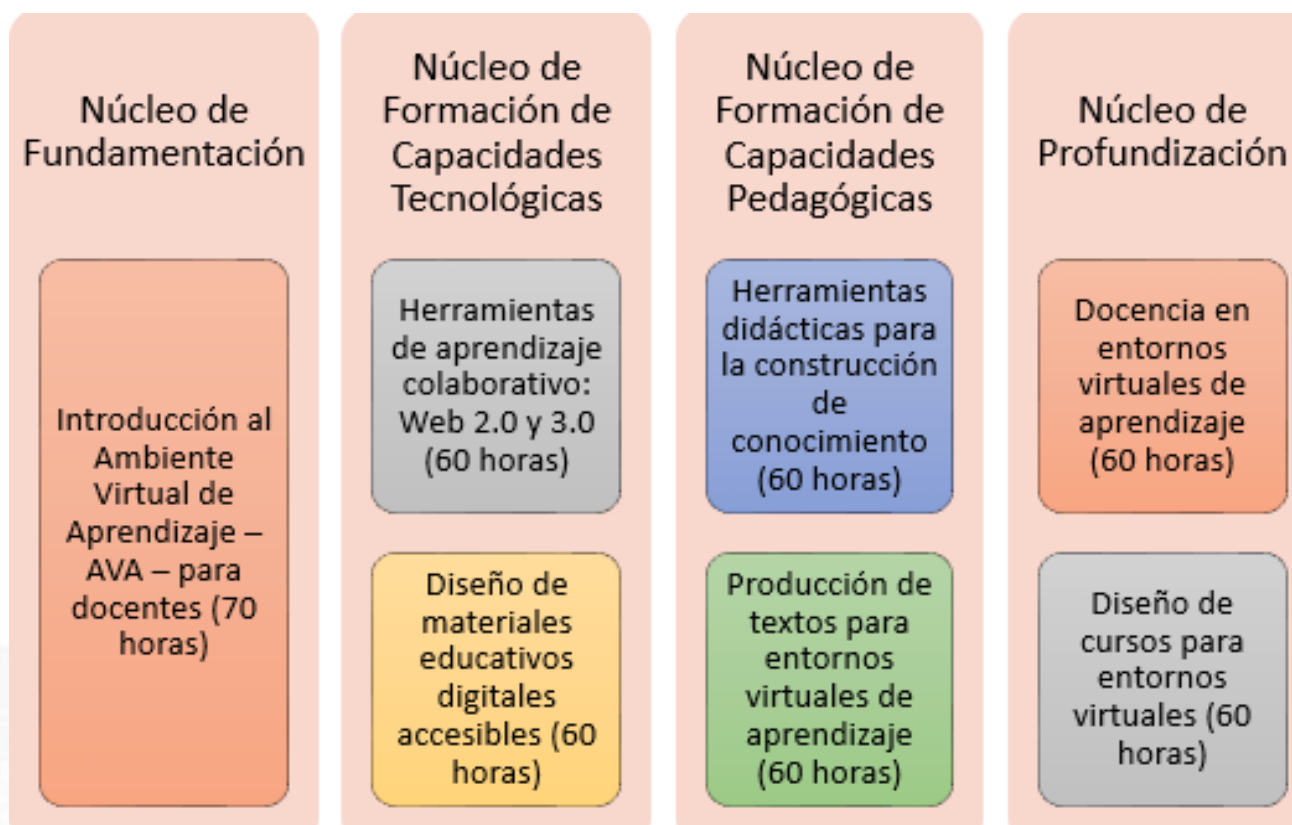 Núcleo de
Fundamentación
Introducción al
Ambiente
Virtual de
Aprendizaje –
AVA – para
docentes (70
horas)
Núcleo de
Formación de
Capacidades
Tecnológicas
Herramientas
de aprendizaje
colaborativo:
Web 2.0 y 3.0
(60 horas)
Diseño de
materiales
educativos
digitales
accesibles (60
horas)
Núcleo de
Formación de
Capacidades
Pedagógicas
Herramientas
didácticas para
la construcción
de
conocimiento
(60 horas)
Producción de
textos para
entornos
virtuales de
aprendizaje
(60 horas)
Núcleo de
Profundización
Docencia en
entornos
virtuales de
aprendizaje
(60 horas)
Diseño de
cursos para
entornos
virtuales (60
horas)